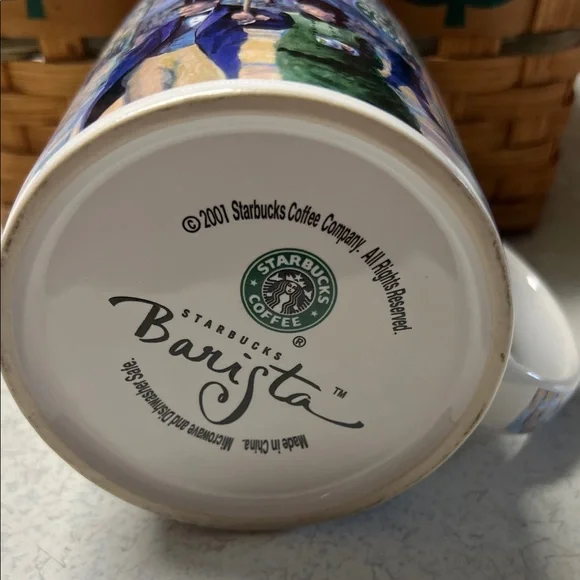 © 2001 Starbucks Coffee Company. All Rights Reserved.
STARBUCKS
COFFEE
®
STARBUCKS
Barista™
Microwave and Dishwasher Safe.
Made in China.